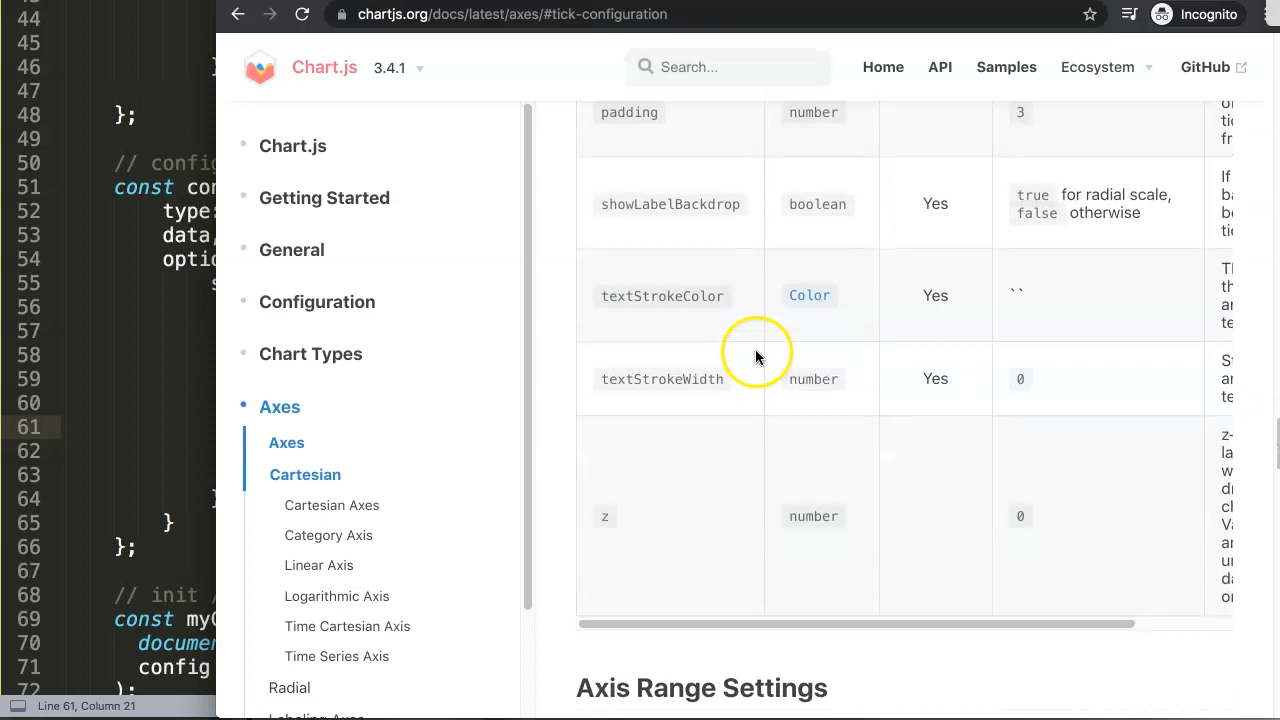 chartjs.org/docs/latest/axes/#tick-configuration
Incognito
Chart.js
3.4.1
Search...
Home
API
Samples
Ecosystem
GitHub
44
45
46
47
48 };
49
50 // config
51 const con
52 type:
53 data,
54 optio
55 s
56
57
58
59
60
61
62
63
64 }
65 }
66 };
67
68 // init /
69 const myC
70 documen
71 config
72 );
Line 61, Column 21
Chart.js
Getting Started
General
Configuration
Chart Types
Axes
Axes
Cartesian
Cartesian Axes
Category Axis
Linear Axis
Logarithmic Axis
Time Cartesian Axis
Time Series Axis
Radial
Labeling Axes
padding number 3
showLabelBackdrop boolean Yes true for radial scale,
false otherwise
textStrokeColor Color Yes ``
textStrokeWidth number Yes 0
z number 0
Axis Range Settings